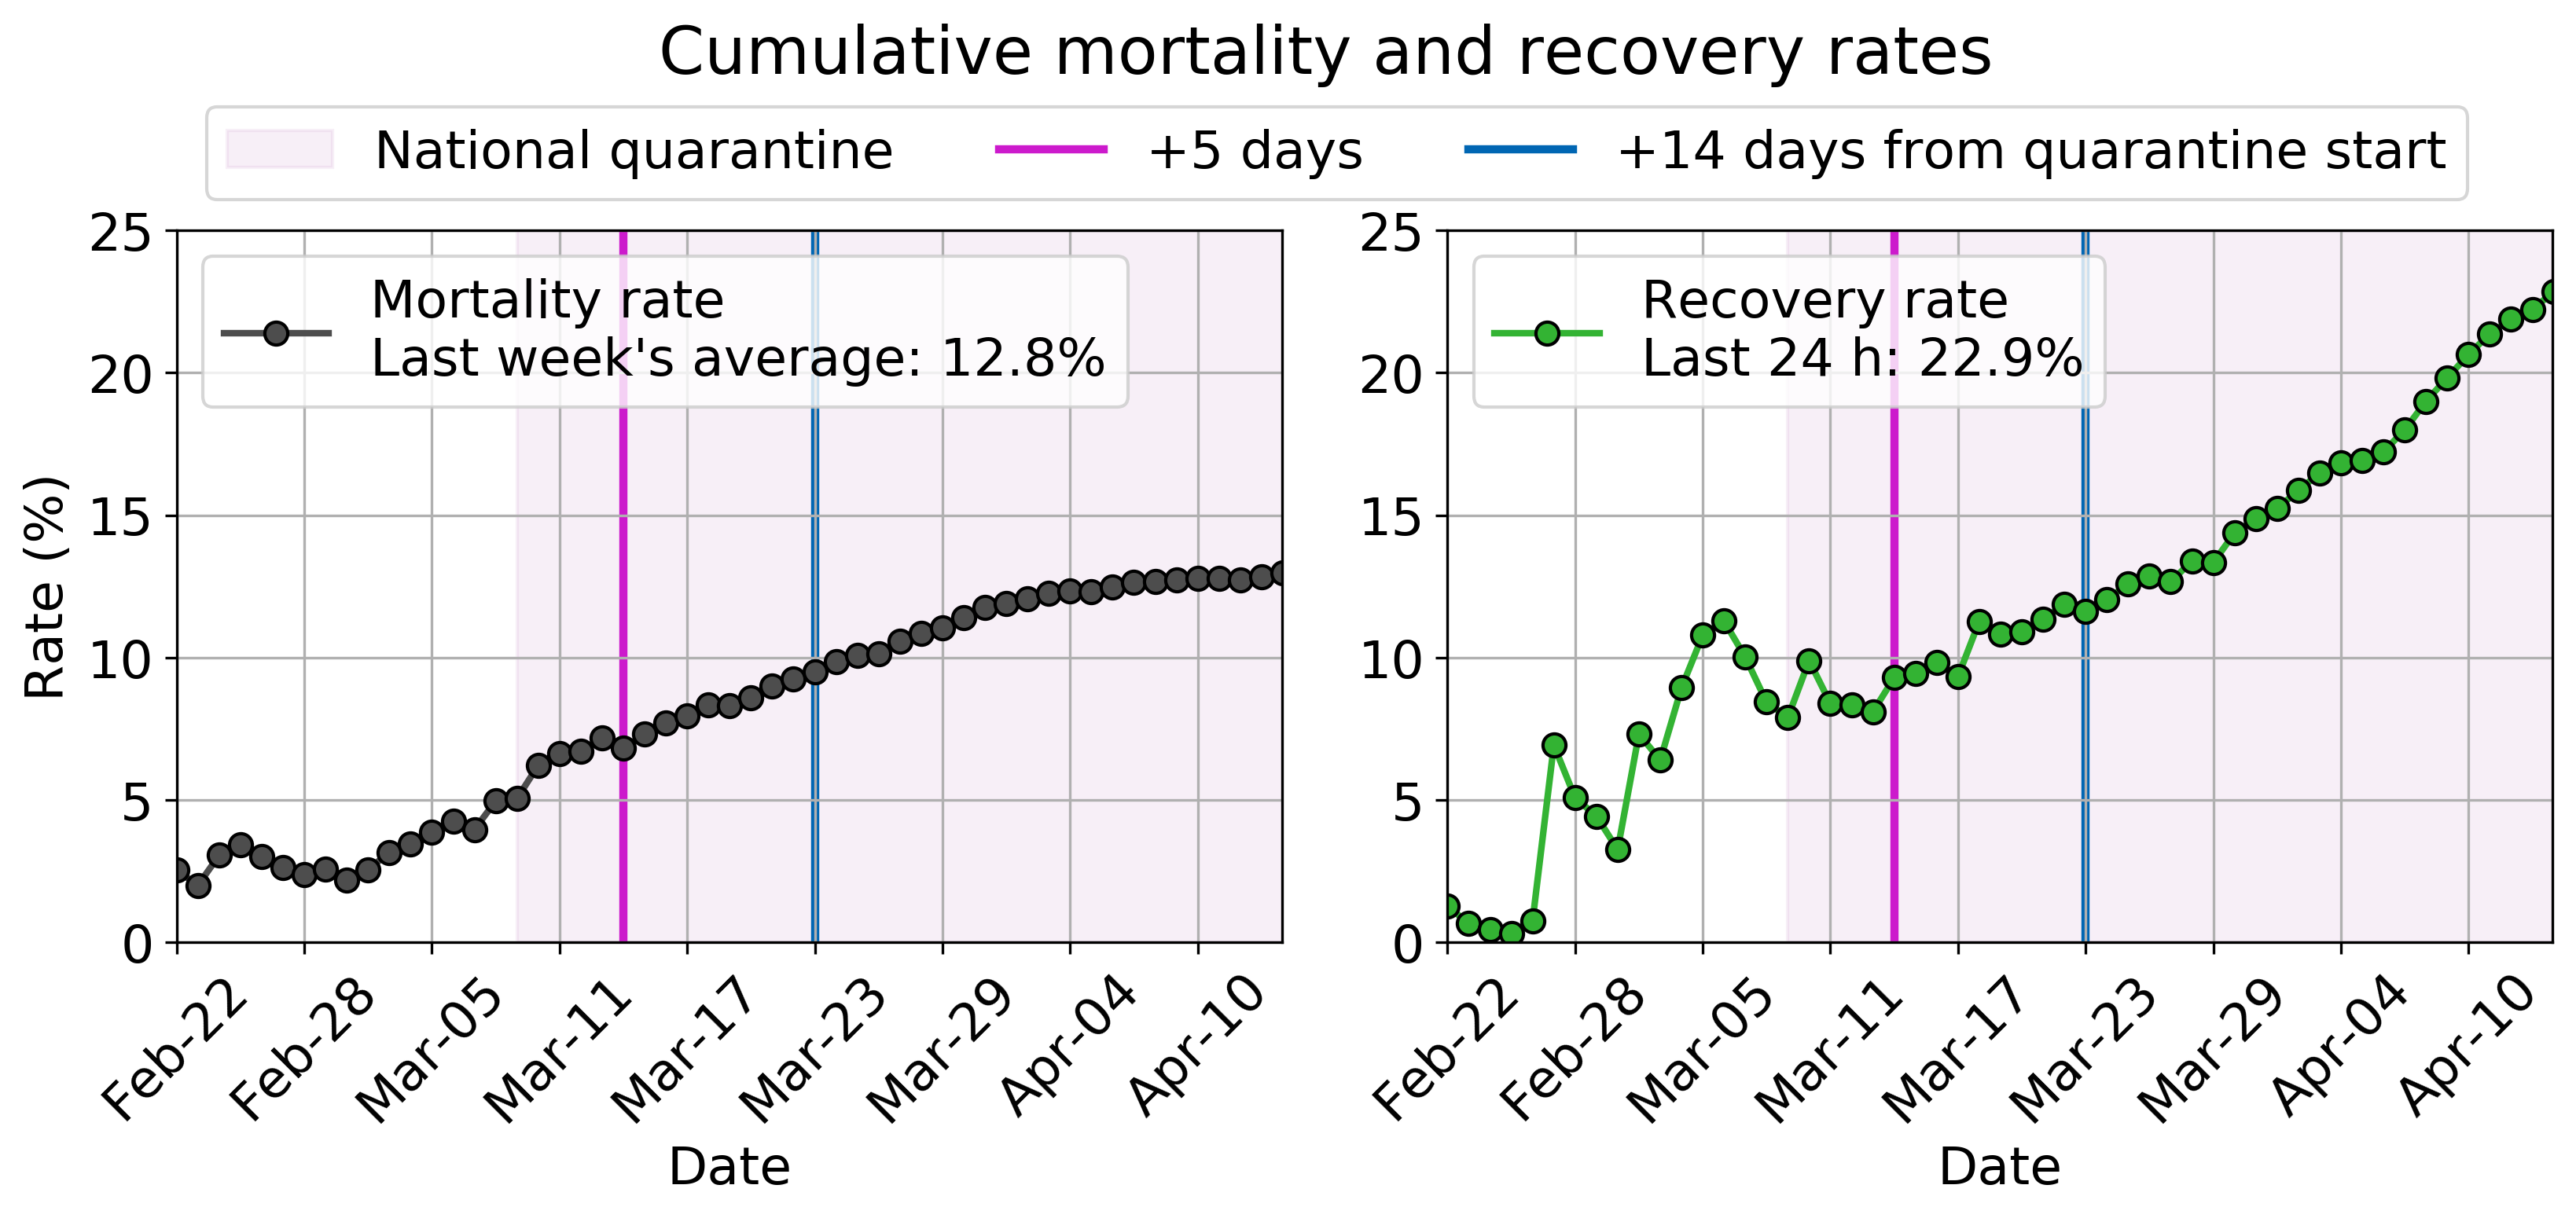 Cumulative mortality and recovery rates
National quarantine
+5 days
+14 days from quarantine start
Rate (%)
25
20
15
10
5
0
Mortality rate
Last week's average: 12.8%
Feb-22
Feb-28
Mar-05
Mar-11
Mar-17
Mar-23
Mar-29
Apr-04
Apr-10
Date
25
20
15
10
5
0
Recovery rate
Last 24 h: 22.9%
Feb-22
Feb-28
Mar-05
Mar-11
Mar-17
Mar-23
Mar-29
Apr-04
Apr-10
Date